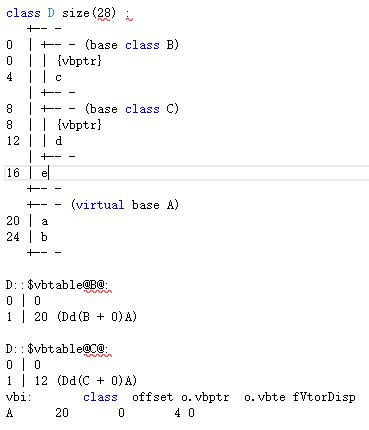 class D size(28) :
+-- -
0 | +-- - (base class B)
0 | | {vbptr}
4 | | c
| +-- -
8 | +-- - (base class C)
8 | | {vbptr}
12 | | d
| +-- -
16 | e
+-- -
+-- - (virtual base A)
20 | a
24 | b
+-- -
D::$vbtable@B@:
0 | 0
1 | 20 (Dd(B + 0)A)
D::$vbtable@C@:
0 | 0
1 | 12 (Dd(C + 0)A)
vbi: class offset o.vbptr o.vbte fVtorDisp
A 20 0 4 0